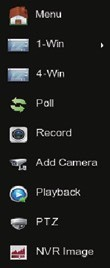 Menu
1-Win
4-Win
Poll
Record
Add Camera
Playback
PTZ
NVR Image